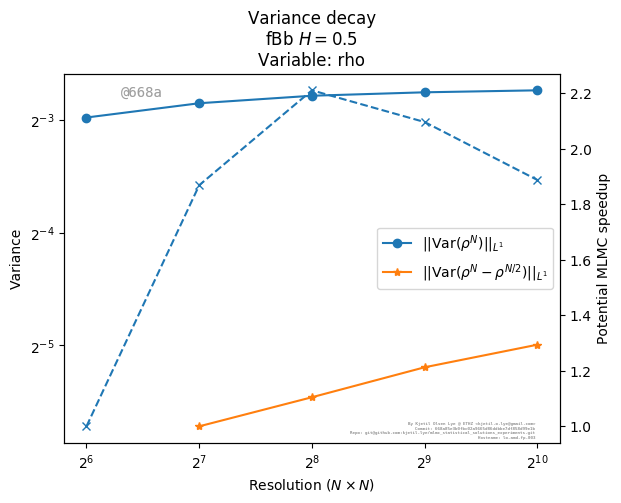 Variance decay
fBb H = 0.5
Variable: rho
@668a
2^{-3}
2^{-4}
2^{-5}
Variance
2.2
2.0
1.8
1.6
1.4
1.2
1.0
Potential MLMC speedup
||Var(ρ^N)||_{L^1}
||Var(ρ^N − ρ^{N/2})||_{L^1}
2^6
2^7
2^8
2^9
2^{10}
Resolution (N × N)